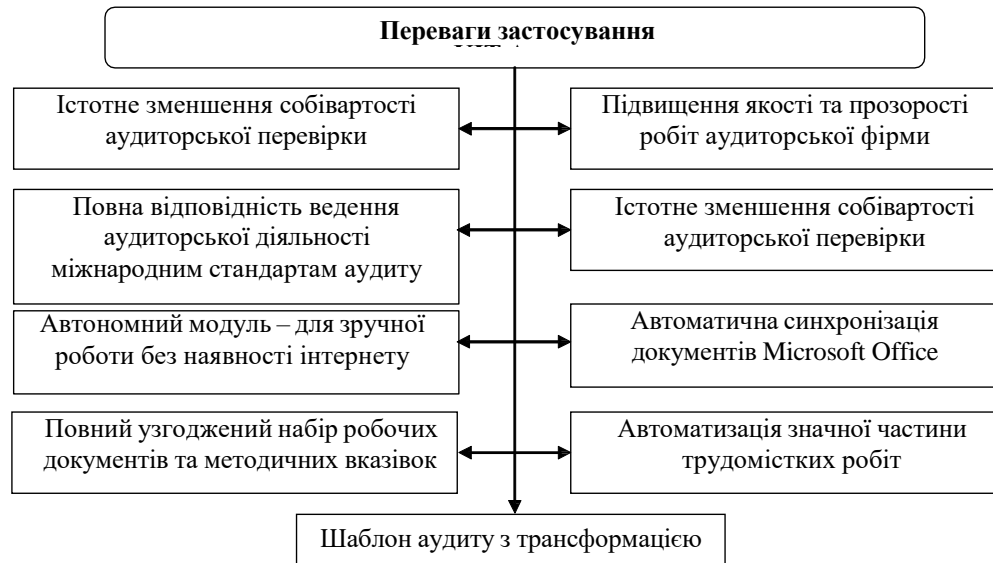 Переваги застосування
Істотне зменшення собівартості
аудиторської перевірки
Підвищення якості та прозорості
робіт аудиторської фірми
Повна відповідність ведення
аудиторської діяльності
міжнародним стандартам аудиту
Істотне зменшення собівартості
аудиторської перевірки
Автономний модуль – для зручної
роботи без наявності інтернету
Автоматична синхронізація
документів Microsoft Office
Повний узгоджений набір робочих
документів та методичних вказівок
Автоматизація значної частини
трудомістких робіт
Шаблон аудиту з трансформацією